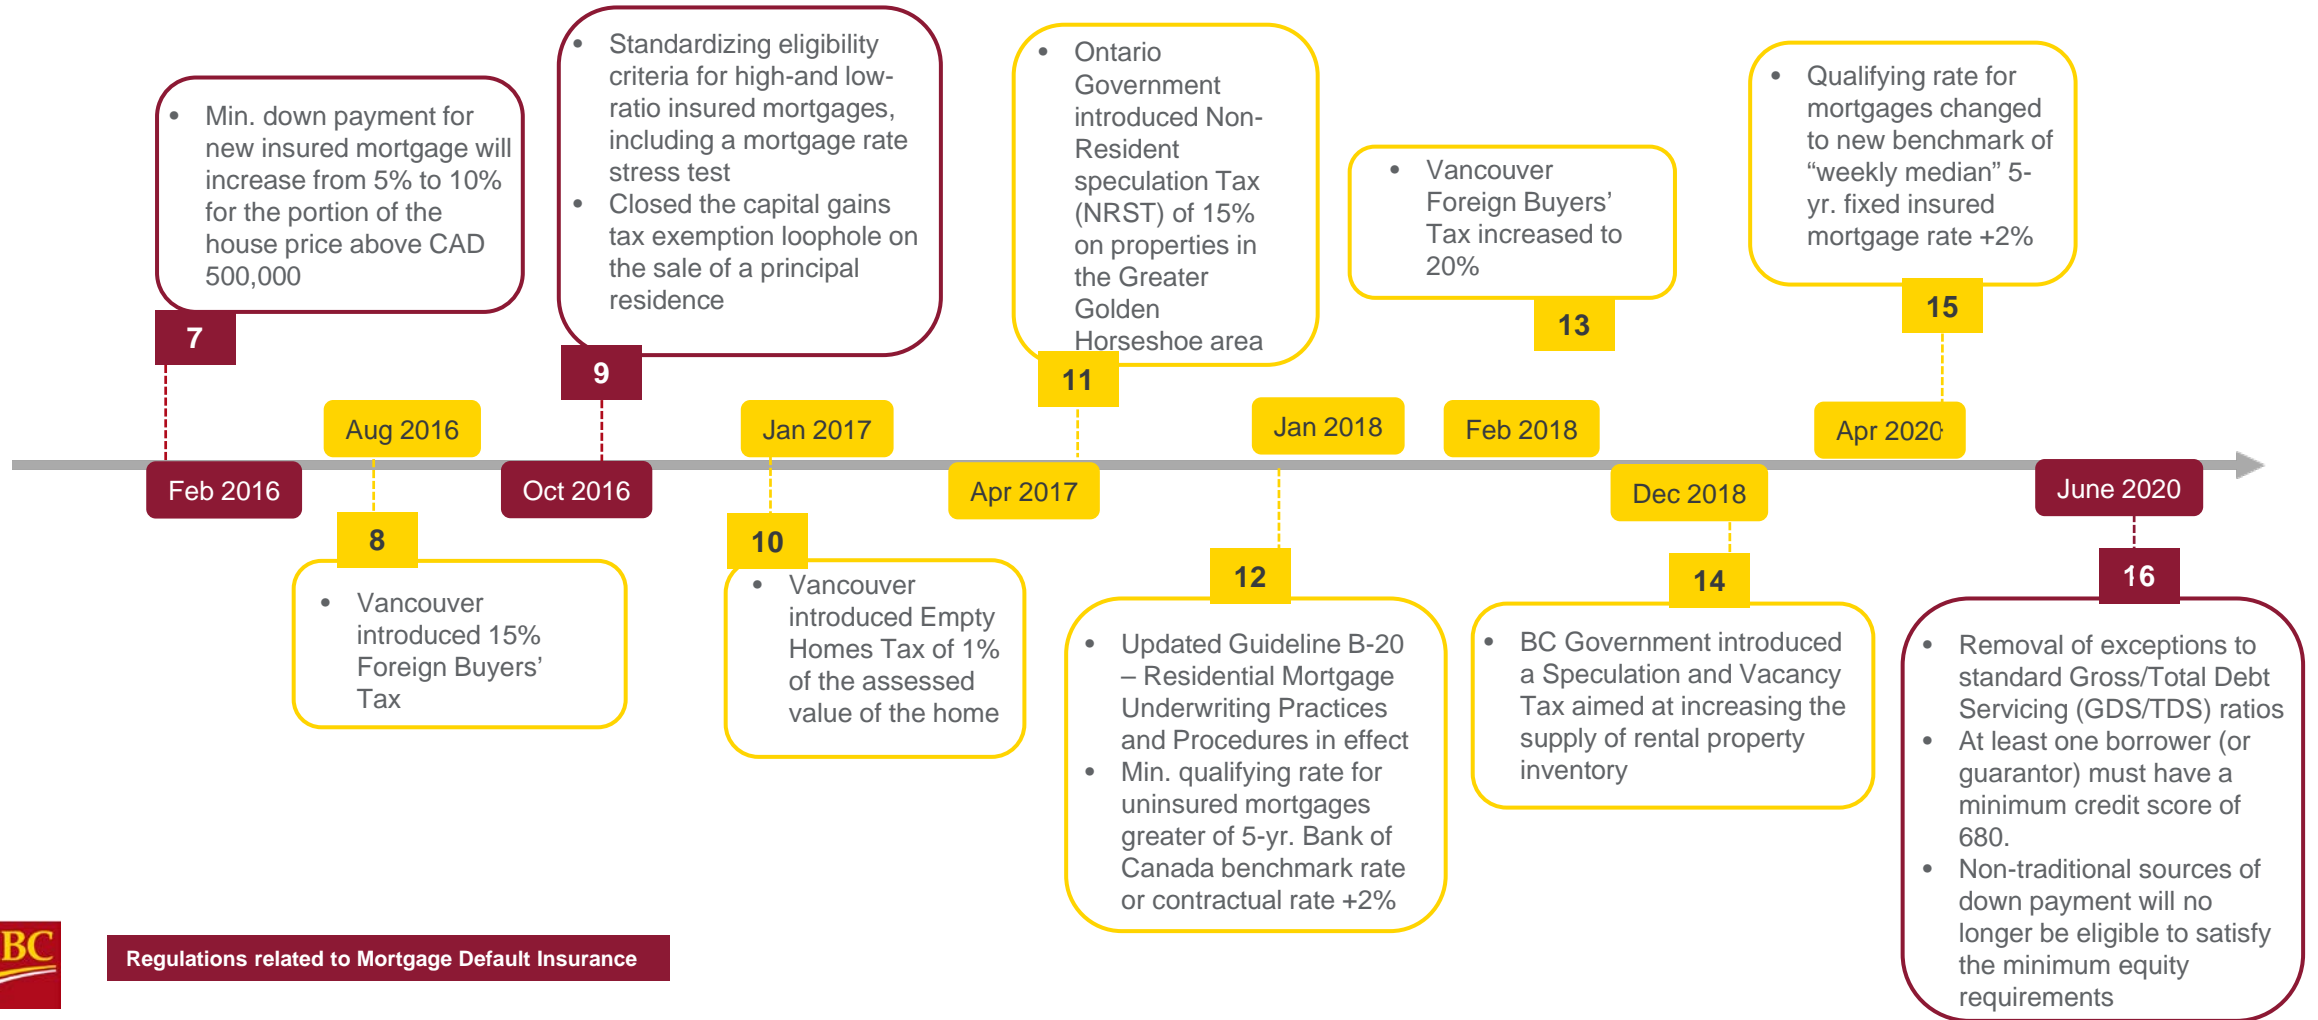 • Min. down payment for
new insured mortgage will
increase from 5% to 10%
for the portion of the
house price above CAD
500,000
7
Feb 2016
Aug 2016
8
• Vancouver
introduced 15%
Foreign Buyers’
Tax
• Standardizing eligibility
criteria for high-and low-
ratio insured mortgages,
including a mortgage rate
stress test
• Closed the capital gains
tax exemption loophole on
the sale of a principal
residence
9
Oct 2016
Jan 2017
10
• Vancouver
introduced Empty
Homes Tax of 1%
of the assessed
value of the home
• Ontario
Government
introduced Non-
Resident
speculation Tax
(NRST) of 15%
on properties in
the Greater
Golden
Horseshoe area
11
Apr 2017
Jan 2018
12
• Updated Guideline B-20
– Residential Mortgage
Underwriting Practices
and Procedures in effect
• Min. qualifying rate for
uninsured mortgages
greater of 5-yr. Bank of
Canada benchmark rate
or contractual rate +2%
• Vancouver
Foreign Buyers’
Tax increased to
20%
13
Feb 2018
Dec 2018
14
• BC Government introduced
a Speculation and Vacancy
Tax aimed at increasing the
supply of rental property
inventory
• Qualifying rate for
mortgages changed
to new benchmark of
“weekly median” 5-
yr. fixed insured
mortgage rate +2%
15
Apr 2020
June 2020
16
• Removal of exceptions to
standard Gross/Total Debt
Servicing (GDS/TDS) ratios
• At least one borrower (or
guarantor) must have a
minimum credit score of
680.
• Non-traditional sources of
down payment will no
longer be eligible to satisfy
the minimum equity
requirements
BC
Regulations related to Mortgage Default Insurance